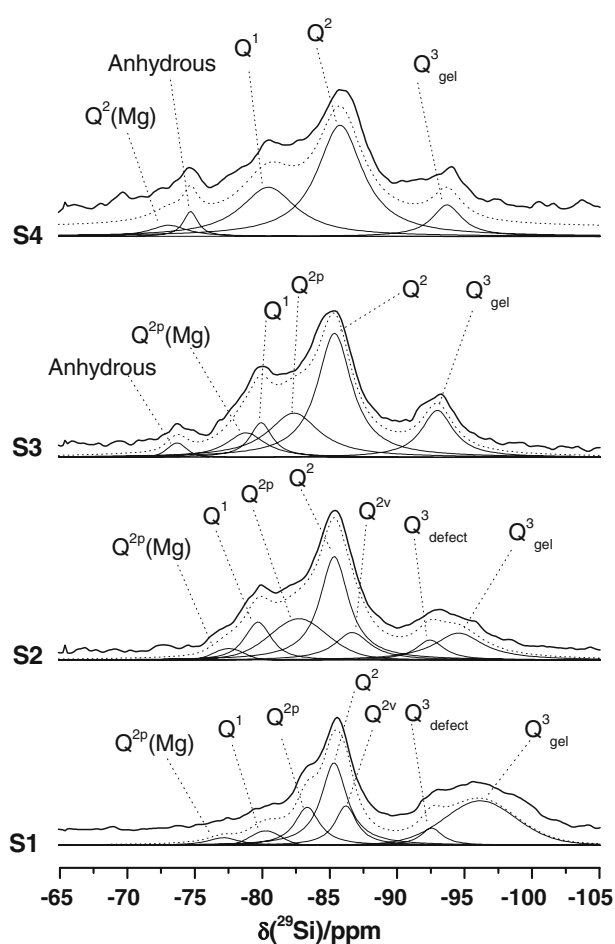 Q² Q³gel
Q¹
Anhydrous
Q²(Mg)
S4
Q²ᵖ Q² Q³gel
Q¹
Q²ᵖ(Mg)
Anhydrous
S3
Q² Q²ᵛ Q³defect Q³gel
Q²ᵖ
Q¹
Q²ᵖ(Mg)
S2
Q² Q²ᵛ Q³defect Q³gel
Q²ᵖ
Q¹
Q²ᵖ(Mg)
S1
-65 -70 -75 -80 -85 -90 -95 -100 -105
δ(²⁹Si)/ppm